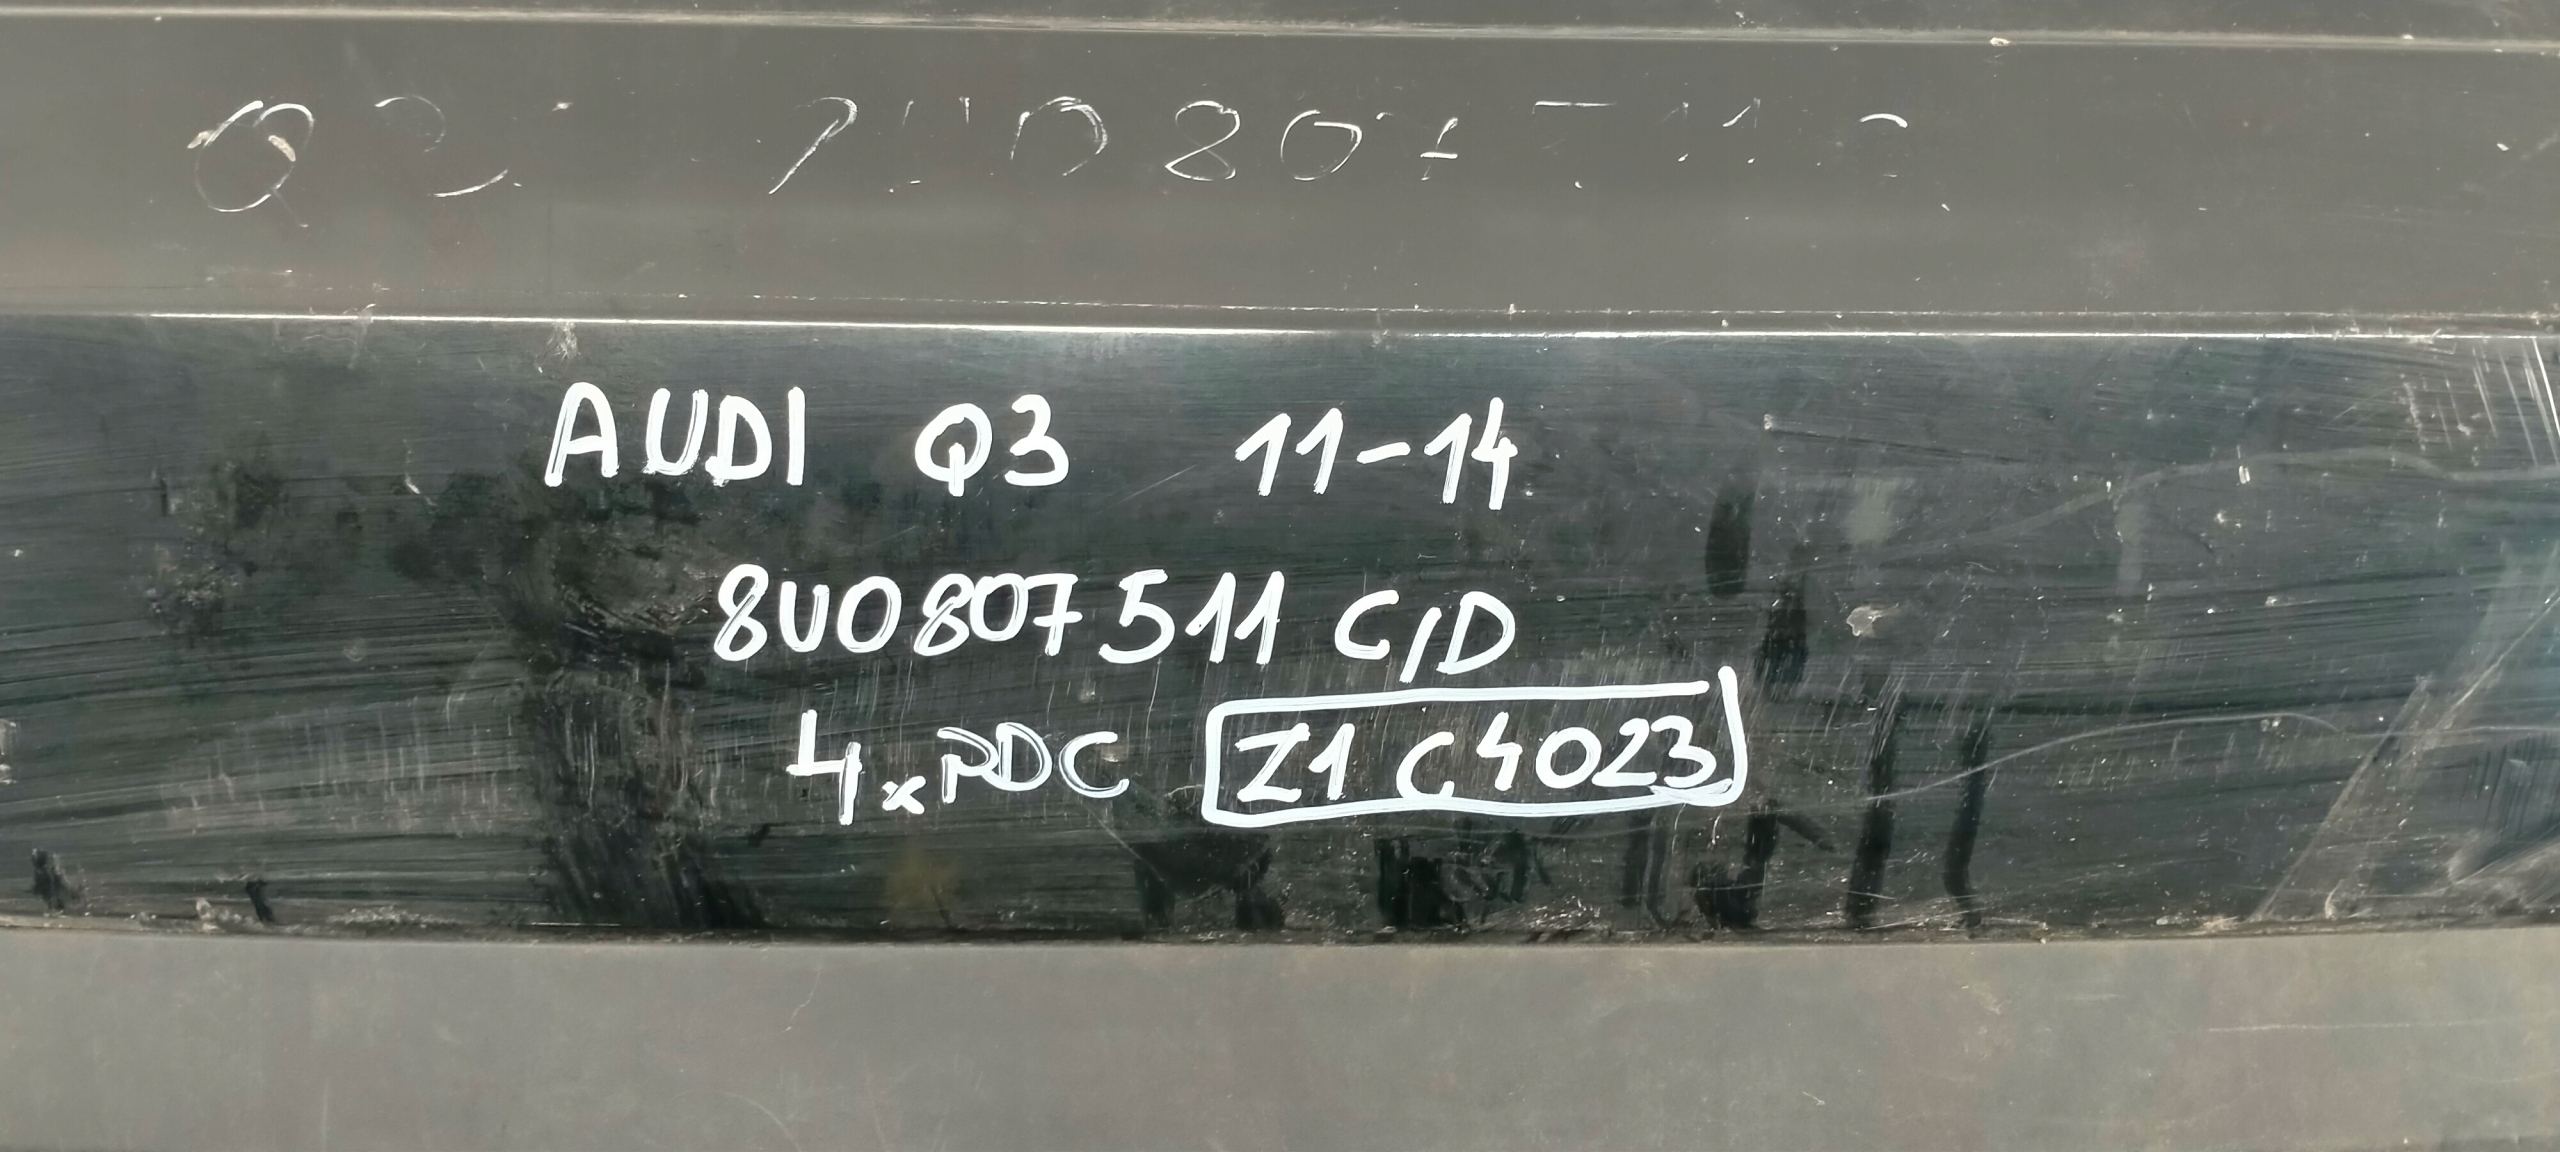 AUDI Q3 11-14
8U0807511 C/D
4xPDC Z1 C4023